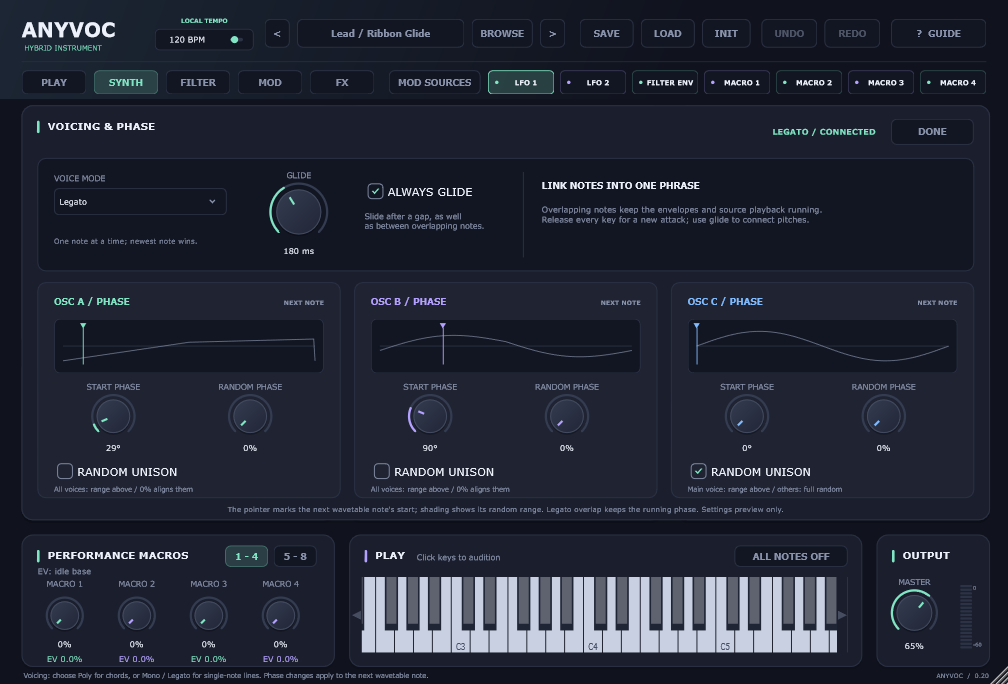 ANYVOC
HYBRID INSTRUMENT
LOCAL TEMPO
120 BPM
<
Lead / Ribbon Glide
BROWSE
>
SAVE
LOAD
INIT
UNDO
REDO
? GUIDE
PLAY
SYNTH
FILTER
MOD
FX
MOD SOURCES
LFO 1
LFO 2
FILTER ENV
MACRO 1
MACRO 2
MACRO 3
MACRO 4
VOICING & PHASE
LEGATO / CONNECTED
DONE
VOICE MODE
Legato
One note at a time; newest note wins.
GLIDE
180 ms
ALWAYS GLIDE
Slide after a gap, as well
as between overlapping notes.
LINK NOTES INTO ONE PHRASE
Overlapping notes keep the envelopes and source playback running.
Release every key for a new attack; use glide to connect pitches.
OSC A / PHASE
NEXT NOTE
START PHASE
RANDOM PHASE
29°
0%
RANDOM UNISON
All voices: range above / 0% aligns them
OSC B / PHASE
NEXT NOTE
START PHASE
RANDOM PHASE
90°
0%
RANDOM UNISON
All voices: range above / 0% aligns them
OSC C / PHASE
NEXT NOTE
START PHASE
RANDOM PHASE
0°
0%
RANDOM UNISON
Main voice: range above / others: full random
The pointer marks the next wavetable note's start; shading shows its random range. Legato overlap keeps the running phase. Settings preview only.
PERFORMANCE MACROS
1 - 4
5 - 8
EV: idle base
MACRO 1
MACRO 2
MACRO 3
MACRO 4
0%
0%
0%
0%
EV 0.0%
EV 0.0%
EV 0.0%
EV 0.0%
PLAY
Click keys to audition
ALL NOTES OFF
C3
C4
C5
OUTPUT
MASTER
65%
0
-60
Voicing: choose Poly for chords, or Mono / Legato for single-note lines. Phase changes apply to the next wavetable note.
ANYVOC / 0.20